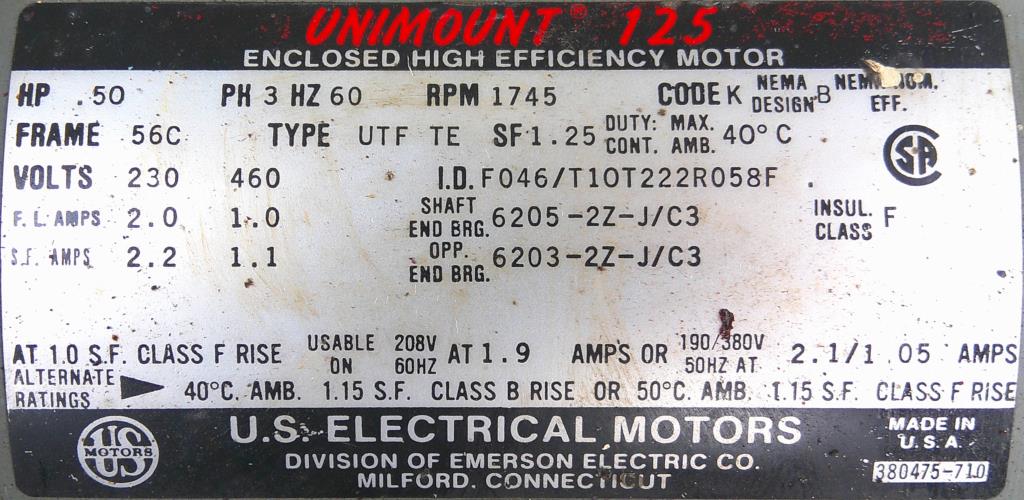 UNIMOUNT® 125
ENCLOSED HIGH EFFICIENCY MOTOR
HP .50 PH 3 HZ 60 RPM 1745 CODE K NEMA DESIGN B NEMA NOM. EFF.
FRAME 56C TYPE UTF TE SF 1.25 DUTY: CONT. MAX. AMB. 40° C
VOLTS 230 460 I.D. F046/T10T222R058F
F.L. AMPS 2.0 1.0 SHAFT END BRG. 6205-2Z-J/C3 INSUL. CLASS F
S.F. AMPS 2.2 1.1 OPP. END BRG. 6203-2Z-J/C3
SA
AT 1.0 S.F. CLASS F RISE USABLE ON 208V 60HZ AT 1.9 AMPS OR 190/380V 50HZ AT 2.1/1.05 AMPS
ALTERNATE RATINGS 40°C. AMB. 1.15 S.F. CLASS B RISE OR 50°C. AMB. 1.15 S.F. CLASS F RISE
US MOTORS
U.S. ELECTRICAL MOTORS
DIVISION OF EMERSON ELECTRIC CO.
MILFORD, CONNECTICUT
MADE IN U.S.A.
380475-710